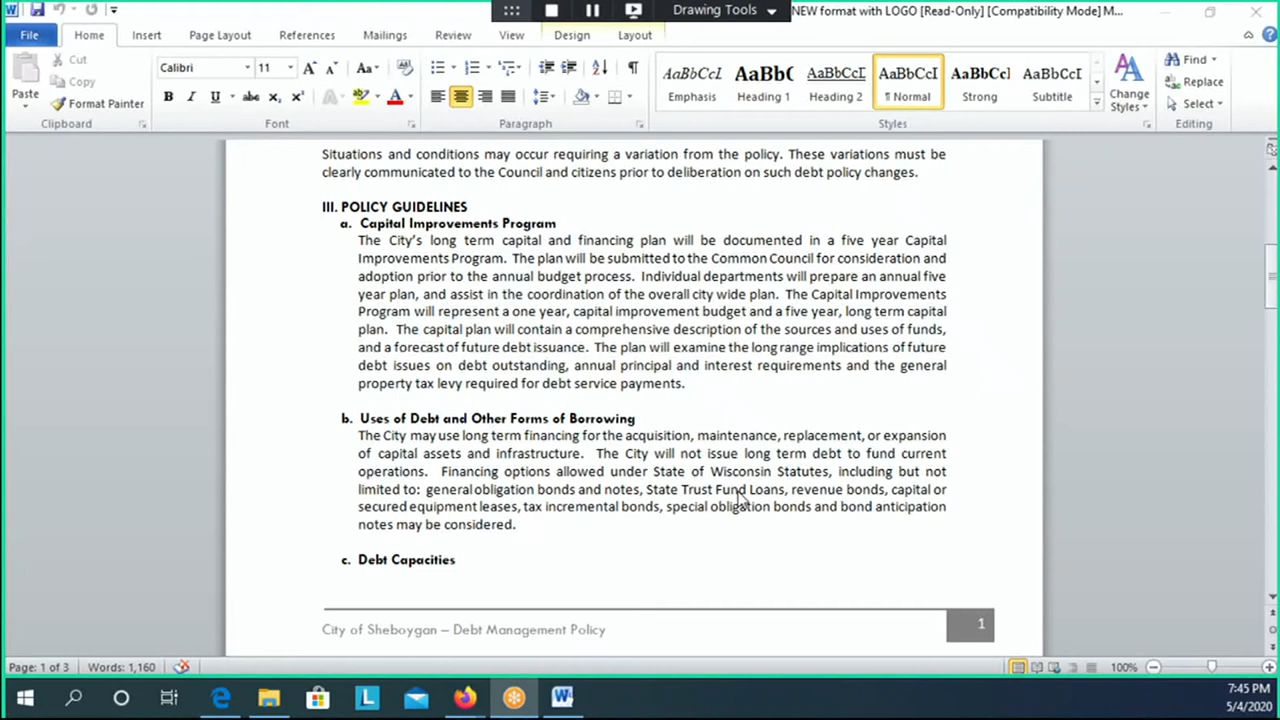 Drawing Tools
NEW format with LOGO [Read-Only] [Compatibility Mode] M...
File Home Insert Page Layout References Mailings Review View Design Layout
Paste
Cut
Copy
Format Painter
Calibri 11
Aa
B I U abc x₂ x² A ab A
AaBbCcL AaBb( AaBbCcI AaBbCcI AaBbCcI AaBbCcI
Emphasis Heading 1 Heading 2 ¶ Normal Strong Subtitle
Change Styles
Find
Replace
Select
Clipboard Font Paragraph Styles Editing
Situations and conditions may occur requiring a variation from the policy. These variations must be
clearly communicated to the Council and citizens prior to deliberation on such debt policy changes.
III. POLICY GUIDELINES
a. Capital Improvements Program
The City's long term capital and financing plan will be documented in a five year Capital
Improvements Program. The plan will be submitted to the Common Council for consideration and
adoption prior to the annual budget process. Individual departments will prepare an annual five
year plan, and assist in the coordination of the overall city wide plan. The Capital Improvements
Program will represent a one year, capital improvement budget and a five year, long term capital
plan. The capital plan will contain a comprehensive description of the sources and uses of funds,
and a forecast of future debt issuance. The plan will examine the long range implications of future
debt issues on debt outstanding, annual principal and interest requirements and the general
property tax levy required for debt service payments.
b. Uses of Debt and Other Forms of Borrowing
The City may use long term financing for the acquisition, maintenance, replacement, or expansion
of capital assets and infrastructure. The City will not issue long term debt to fund current
operations. Financing options allowed under State of Wisconsin Statutes, including but not
limited to: general obligation bonds and notes, State Trust Fund Loans, revenue bonds, capital or
secured equipment leases, tax incremental bonds, special obligation bonds and bond anticipation
notes may be considered.
c. Debt Capacities
City of Sheboygan – Debt Management Policy 1
Page: 1 of 3 Words: 1,160 100%
7:45 PM
5/4/2020